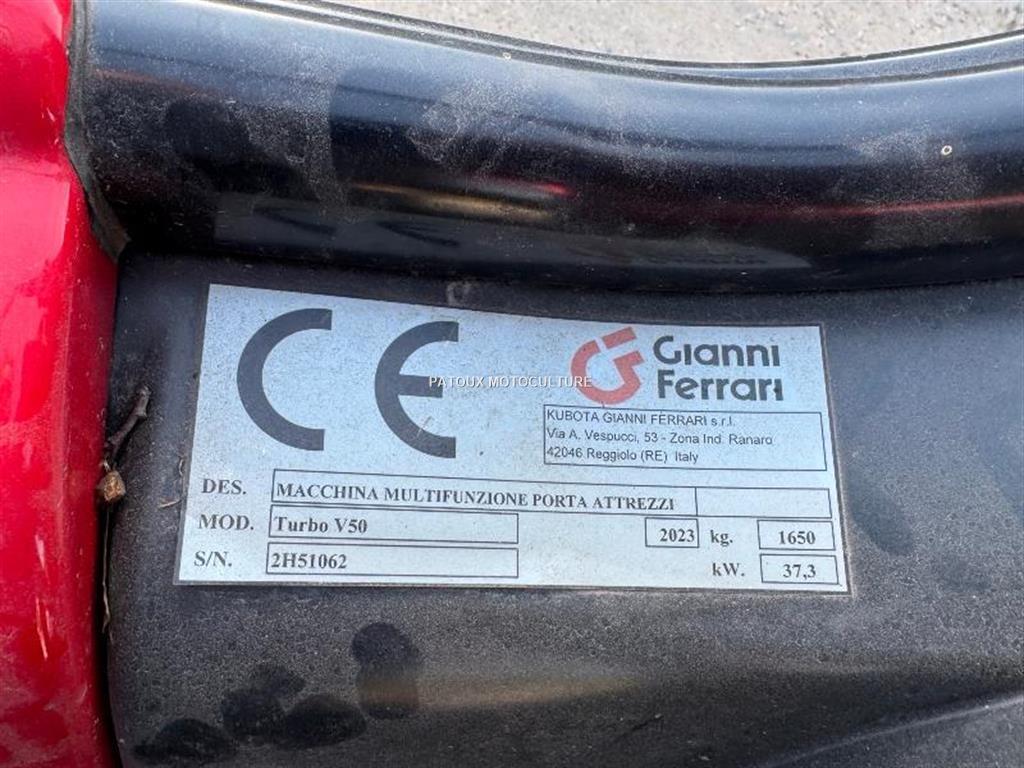 CE
Gianni
Ferrari
PATOUX MOTOCULTURE
KUBOTA GIANNI FERRARI s.r.l.
Via A. Vespucci, 53 - Zona Ind. Ranaro
42046 Reggiolo (RE) Italy
DES. MACCHINA MULTIFUNZIONE PORTA ATTREZZI
MOD. Turbo V50 2023 kg. 1650
S/N. 2H51062 kW. 37,3